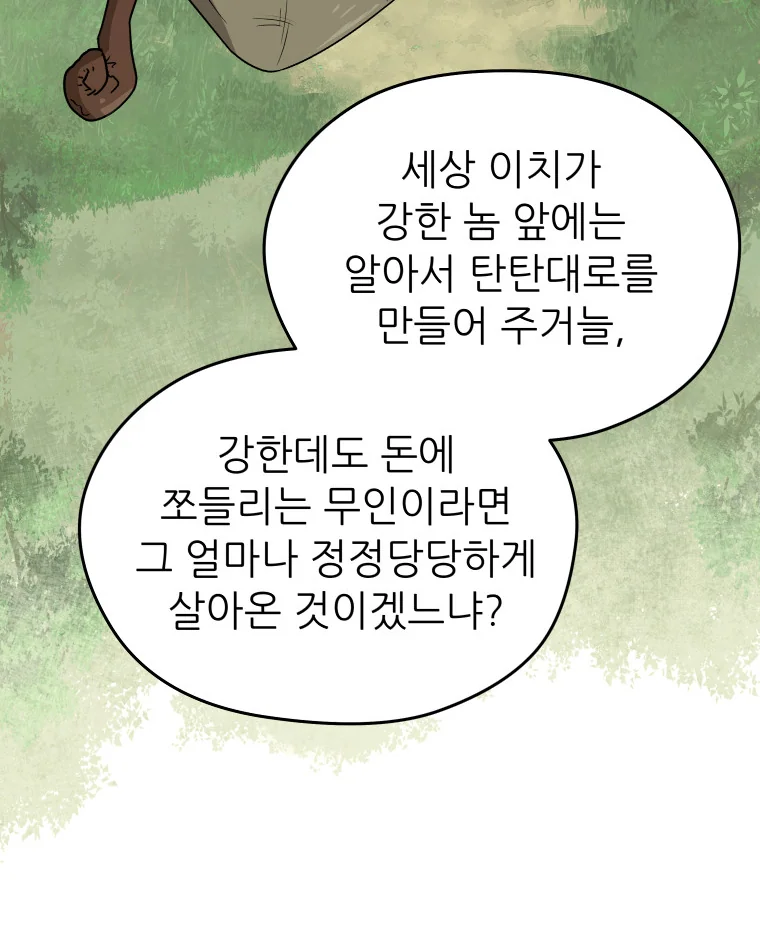 세상 이치가
강한 놈 앞에는
알아서 탄탄대로를
만들어 주거늘,
강한데도 돈에
쪼들리는 무인이라면
그 얼마나 정정당당하게
살아온 것이겠느냐?